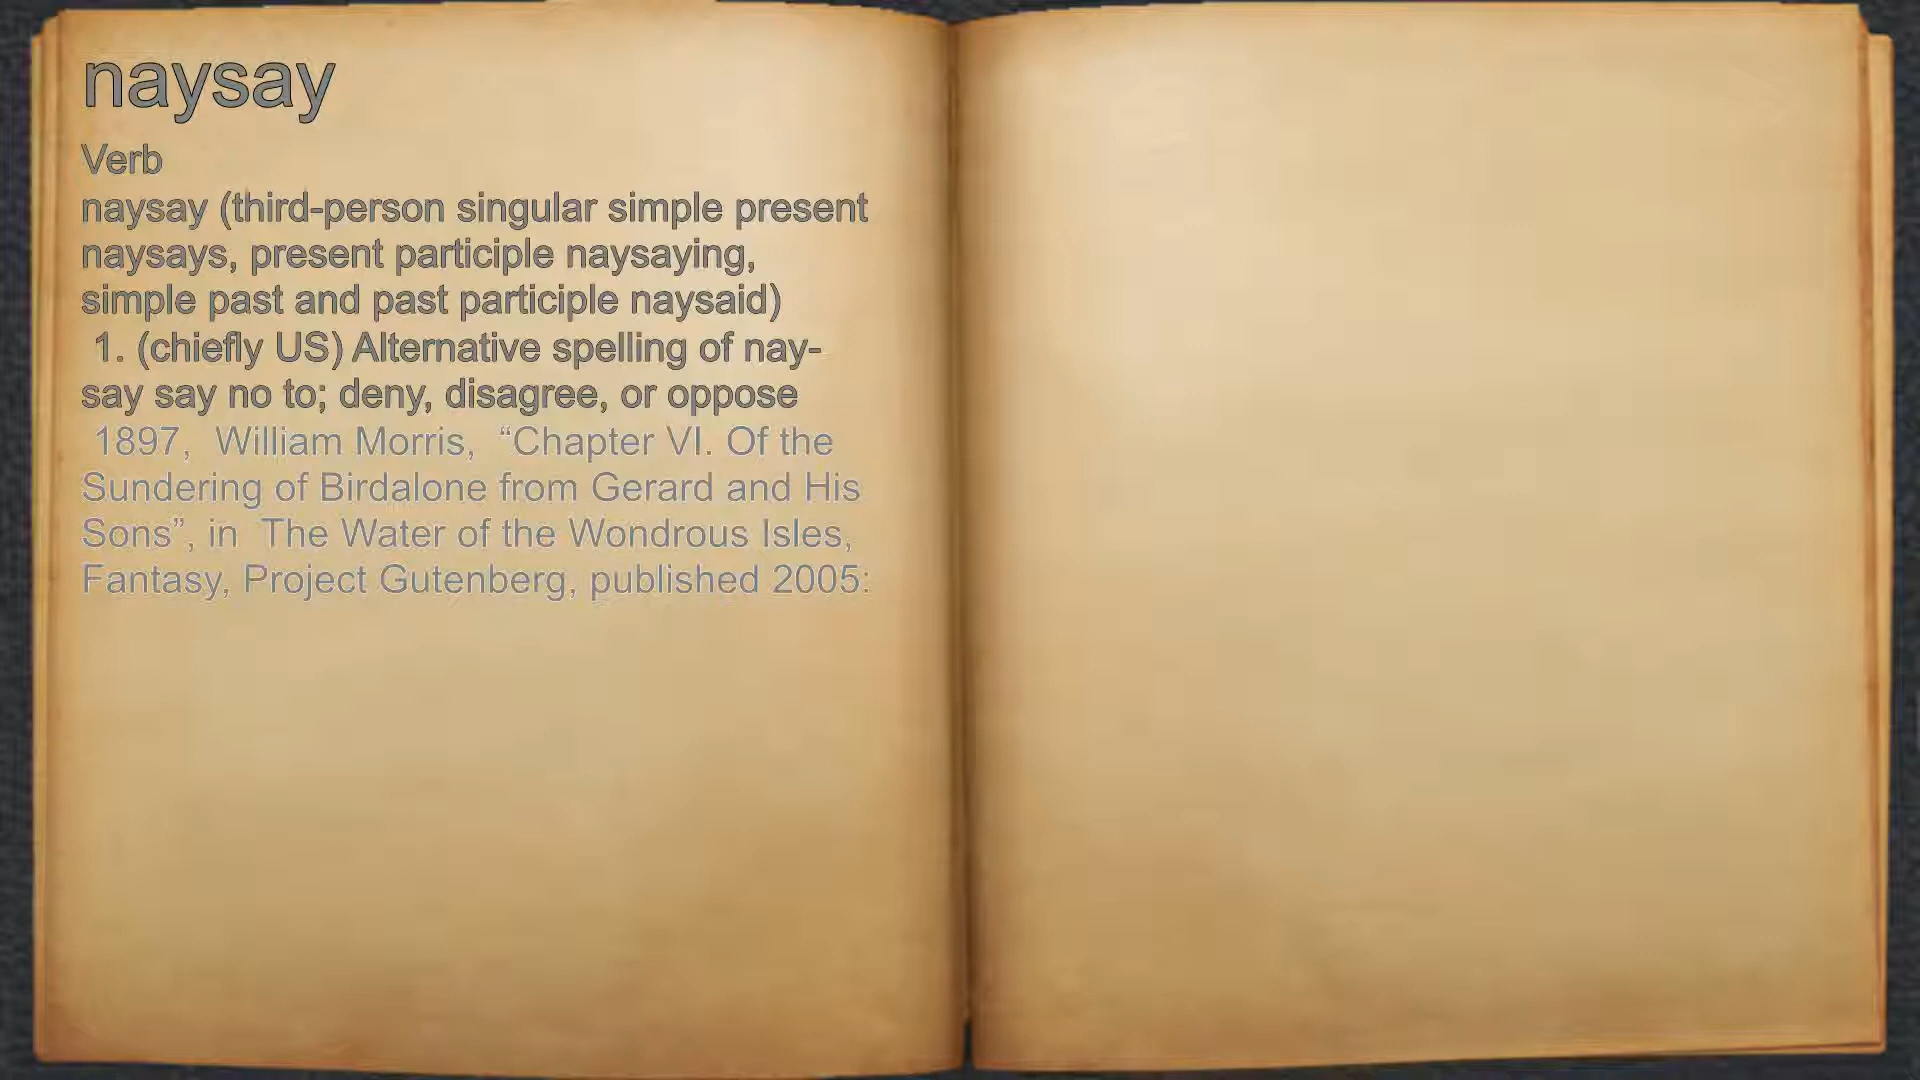 naysay
Verb
naysay (third-person singular simple present
naysays, present participle naysaying,
simple past and past participle naysaid)
1. (chiefly US) Alternative spelling of nay-
say say no to; deny, disagree, or oppose
1897,  William Morris,  “Chapter VI. Of the
Sundering of Birdalone from Gerard and His
Sons”, in  The Water of the Wondrous Isles,
Fantasy, Project Gutenberg, published 2005: